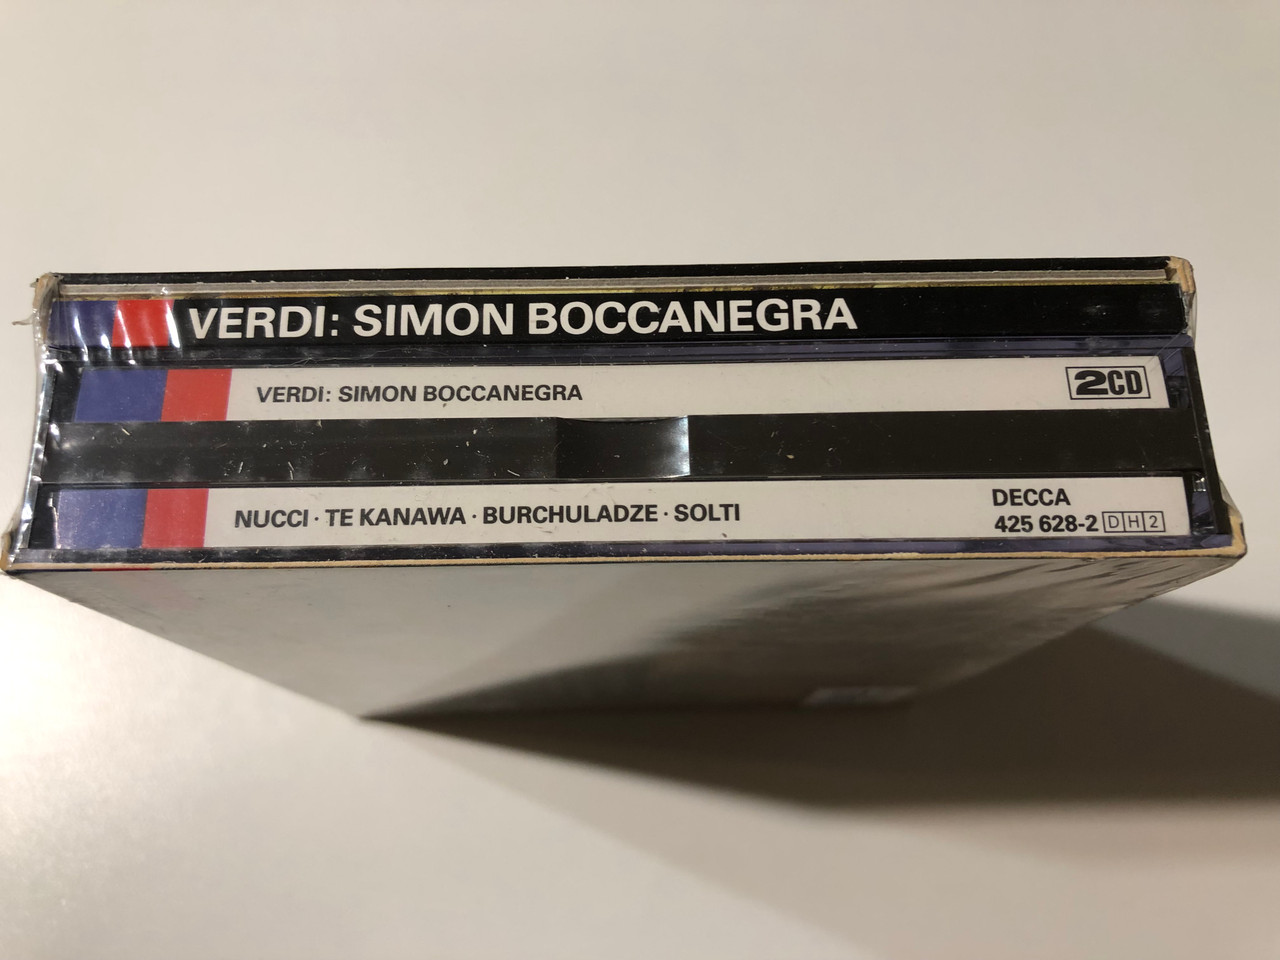 VERDI: SIMON BOCCANEGRA
VERDI: SIMON BOCCANEGRA
2CD
NUCCI · TE KANAWA · BURCHULADZE · SOLTI
DECCA
425 628-2 DH2